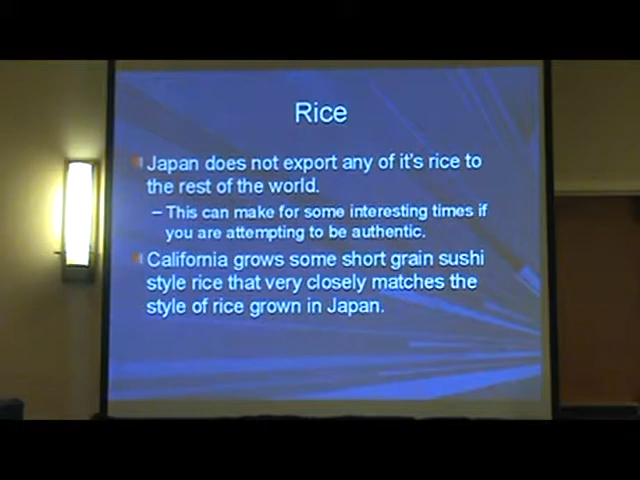 Rice
Japan does not export any of it's rice to
the rest of the world.
– This can make for some interesting times if
you are attempting to be authentic.
California grows some short grain sushi
style rice that very closely matches the
style of rice grown in Japan.